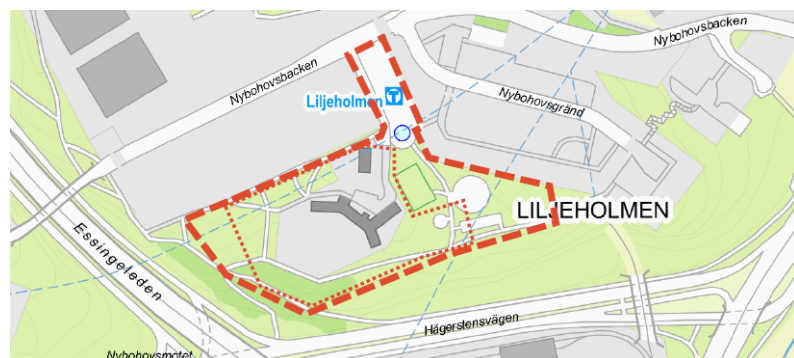 Nybohovsbacken
Nybohovsbacken
Liljeholmen T
Nybohovsgränd
LILJEHOLMEN
Essingeleden
Hägerstensvägen
Nybohovsmotet